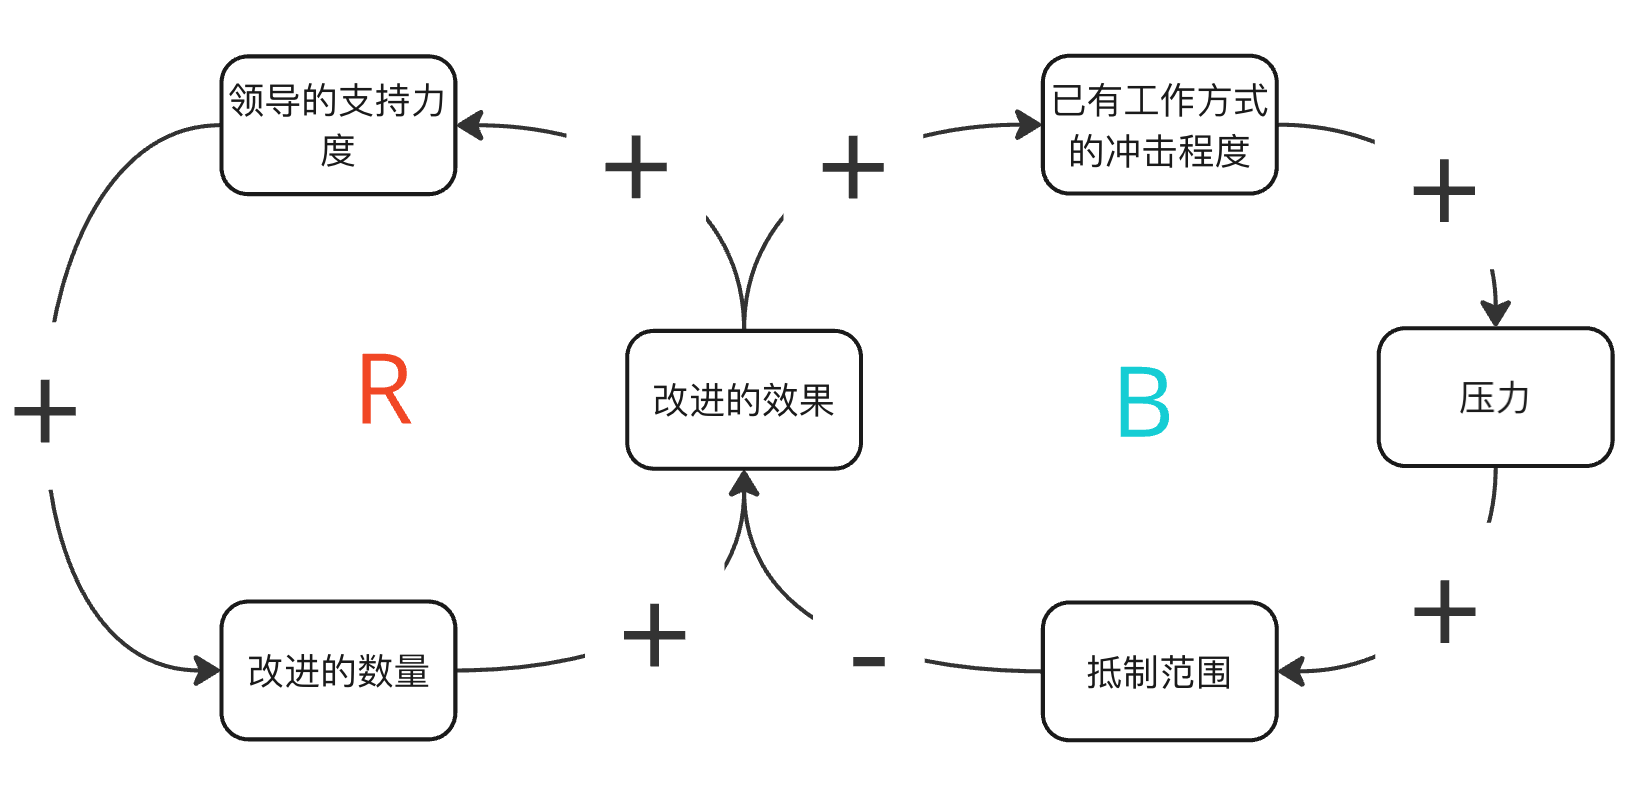 领导的支持力
度
+
+
已有工作方式
的冲击程度
+
+
R
改进的效果
B
压力
改进的数量
+
-
抵制范围
+